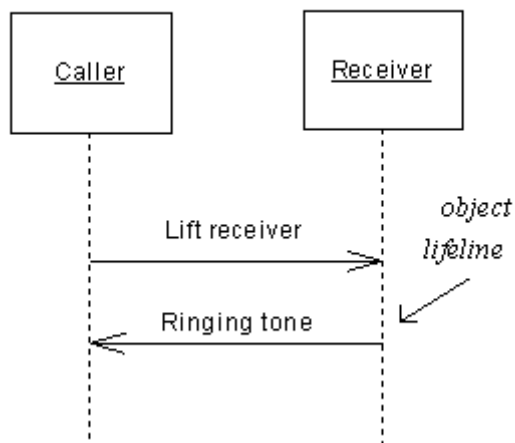 Caller
Receiver
Lift receiver
object
lifeline
Ringing tone